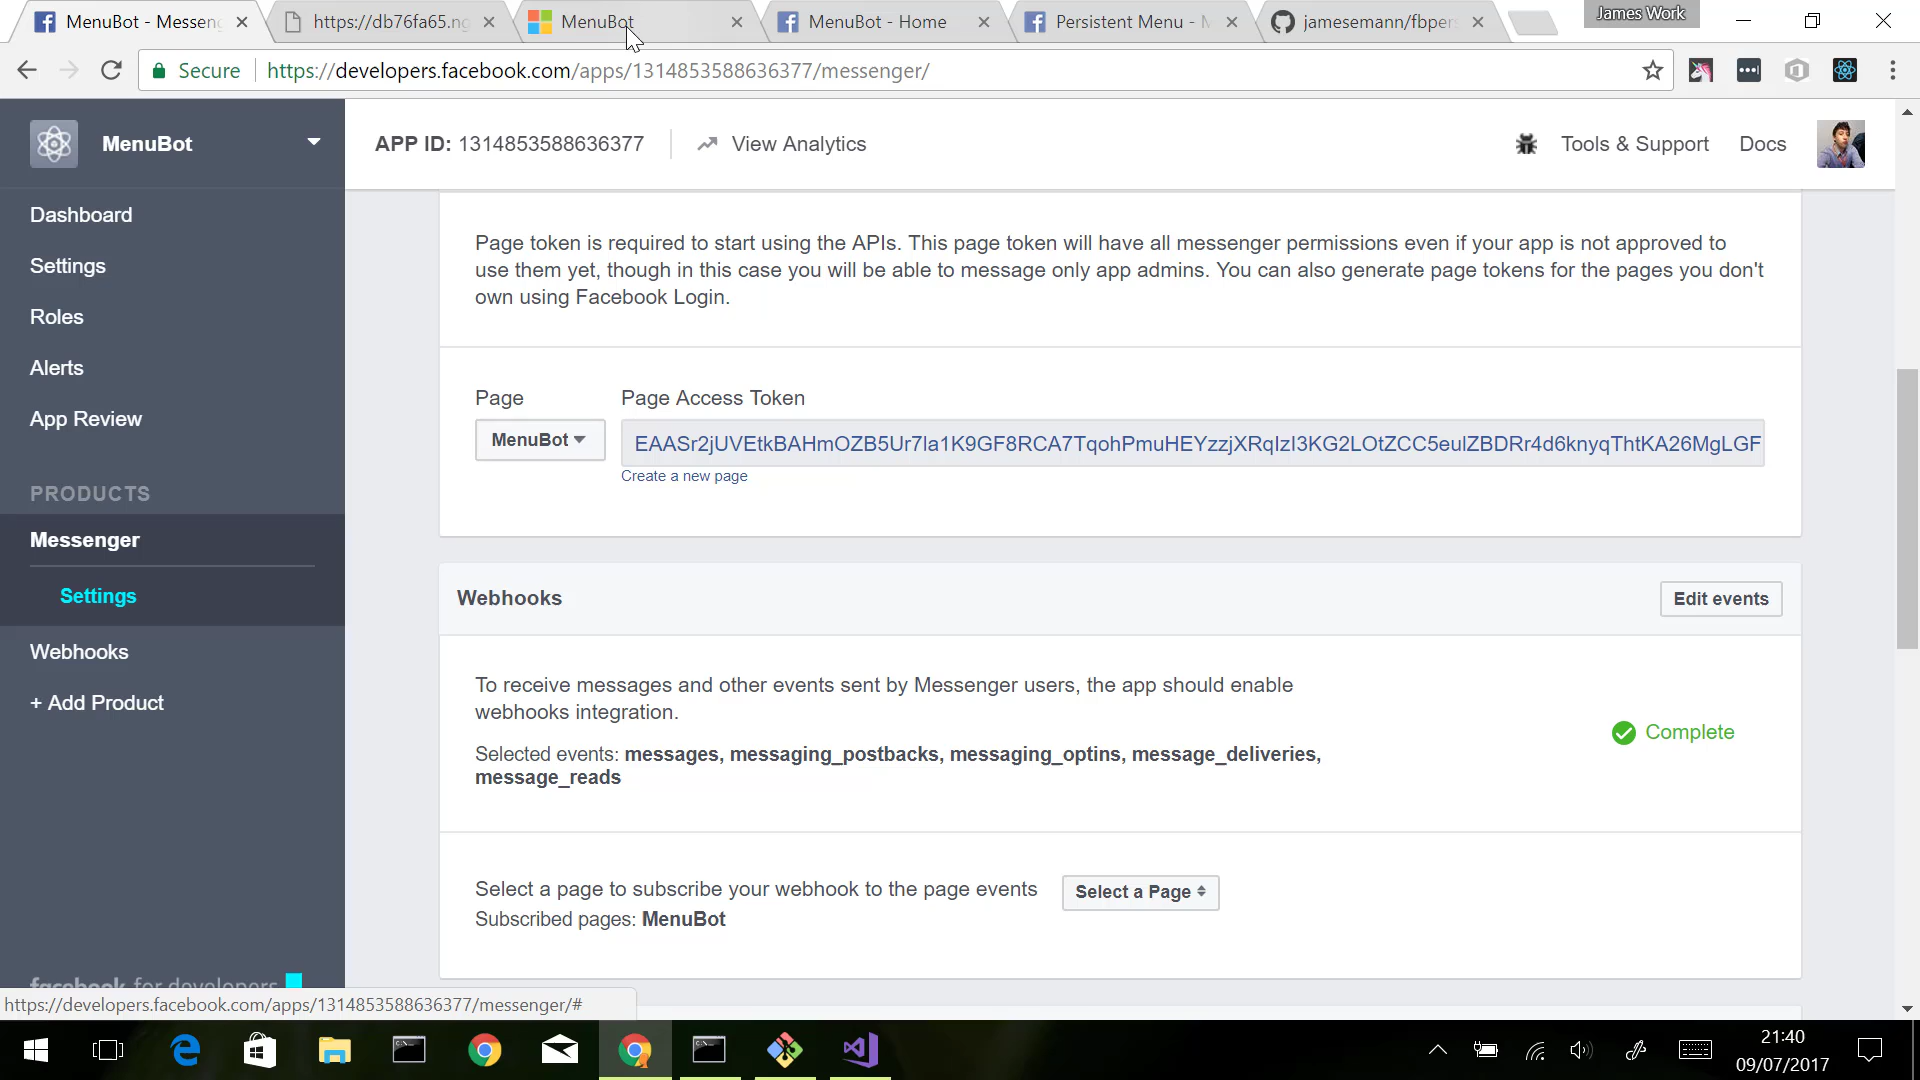 MenuBot - Messen
https://db76fa65.ng
MenuBot
MenuBot - Home
Persistent Menu - M
jamesemann/fbpers
James Work
Secure
https://developers.facebook.com/apps/1314853588636377/messenger/
MenuBot
APP ID: 1314853588636377
View Analytics
Tools & Support
Docs
Dashboard
Settings
Roles
Alerts
App Review
PRODUCTS
Messenger
Settings
Webhooks
+ Add Product
facebook for developers
Page token is required to start using the APIs. This page token will have all messenger permissions even if your app is not approved to
use them yet, though in this case you will be able to message only app admins. You can also generate page tokens for the pages you don't
own using Facebook Login.
Page
Page Access Token
MenuBot
EAASr2jUVEtkBAHmOZB5Ur7la1K9GF8RCA7TqohPmuHEYzzjXRqIzI3KG2LOtZCC5eulZBDRr4d6knyqThtKA26MgLGF
Create a new page
Webhooks
Edit events
To receive messages and other events sent by Messenger users, the app should enable
webhooks integration.
Complete
Selected events: messages, messaging_postbacks, messaging_optins, message_deliveries,
message_reads
Select a page to subscribe your webhook to the page events
Select a Page
Subscribed pages: MenuBot
https://developers.facebook.com/apps/1314853588636377/messenger/#
21:40
09/07/2017